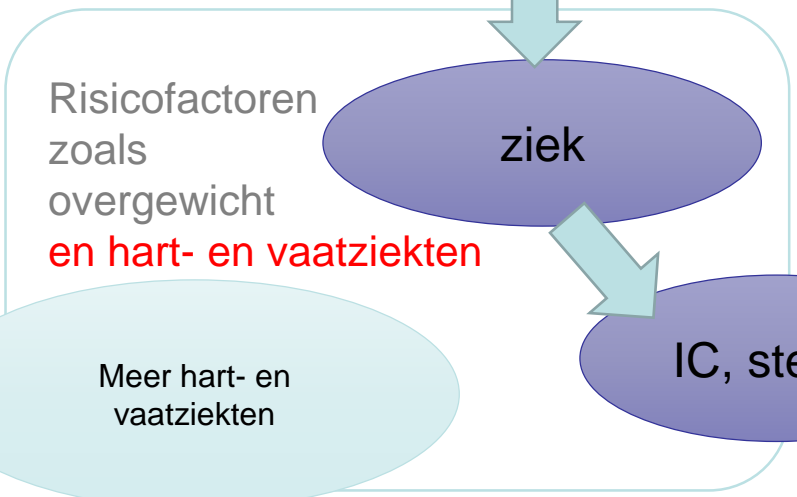 Risicofactoren
zoals
overgewicht
en hart- en vaatziekten
ziek
IC, ste
Meer hart- en
vaatziekten